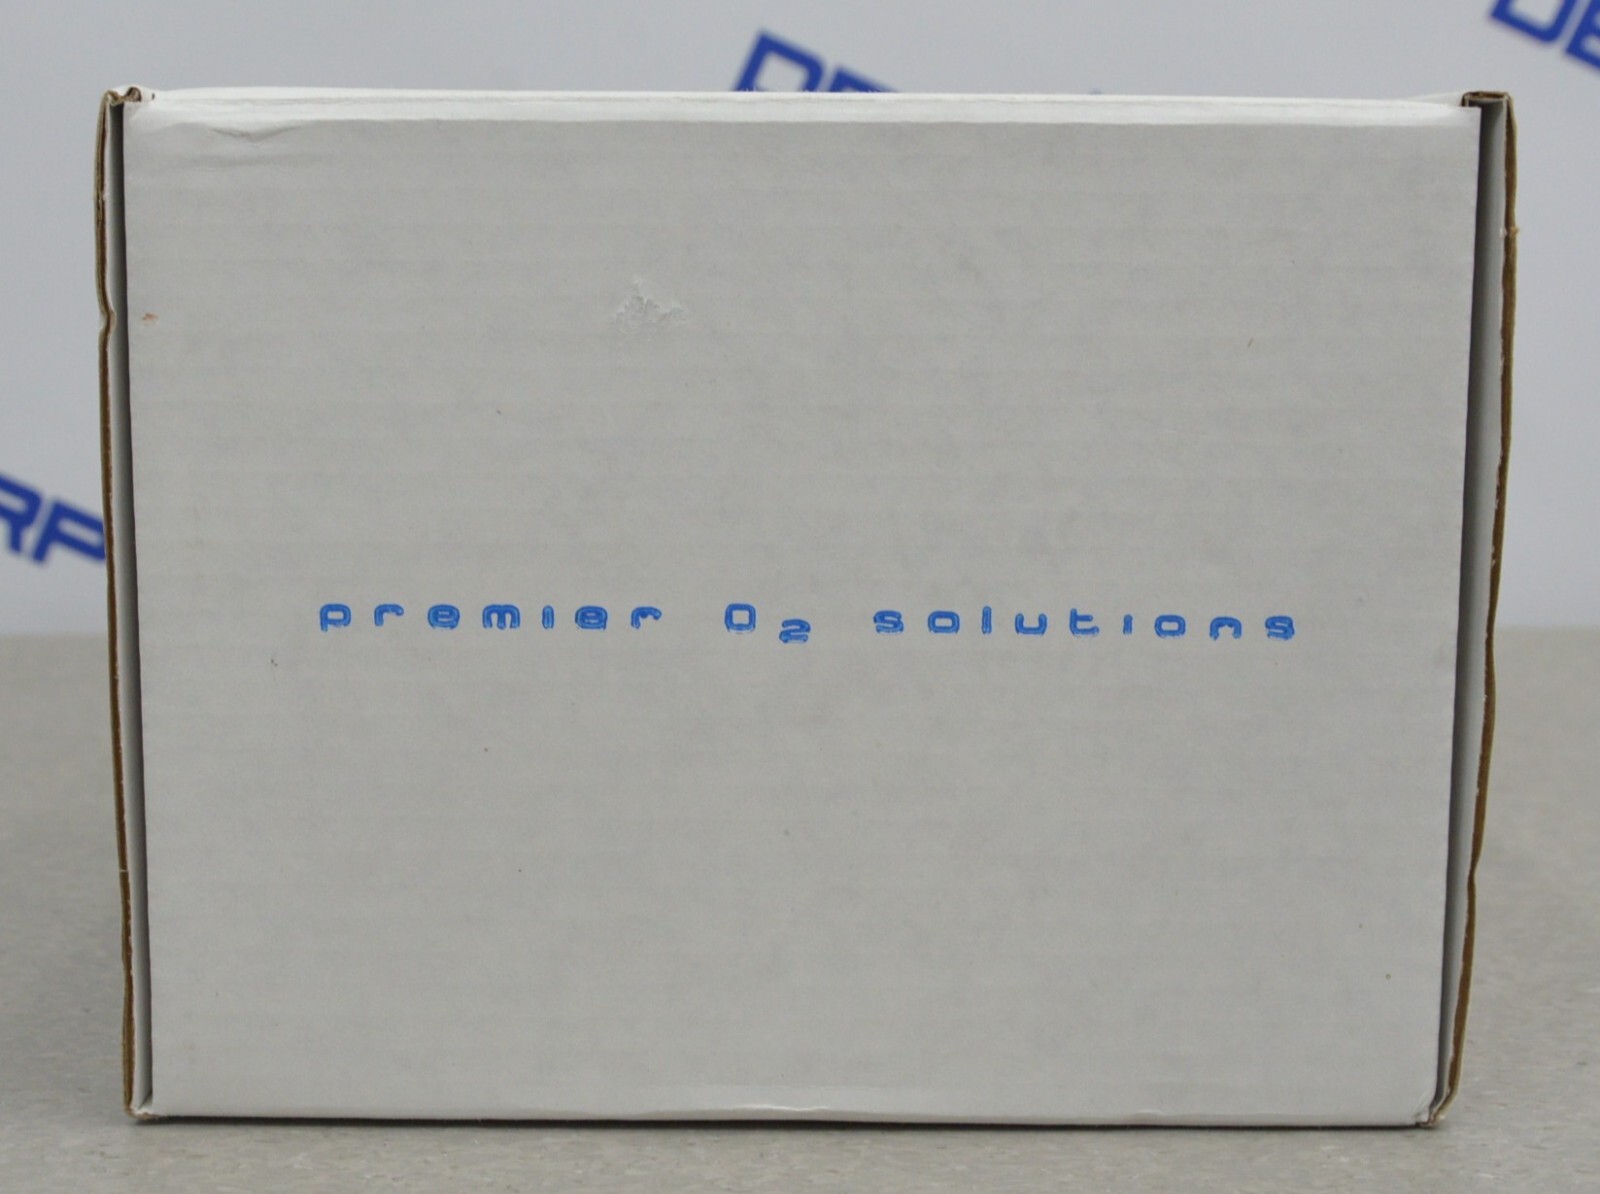 premier O₂ solutions